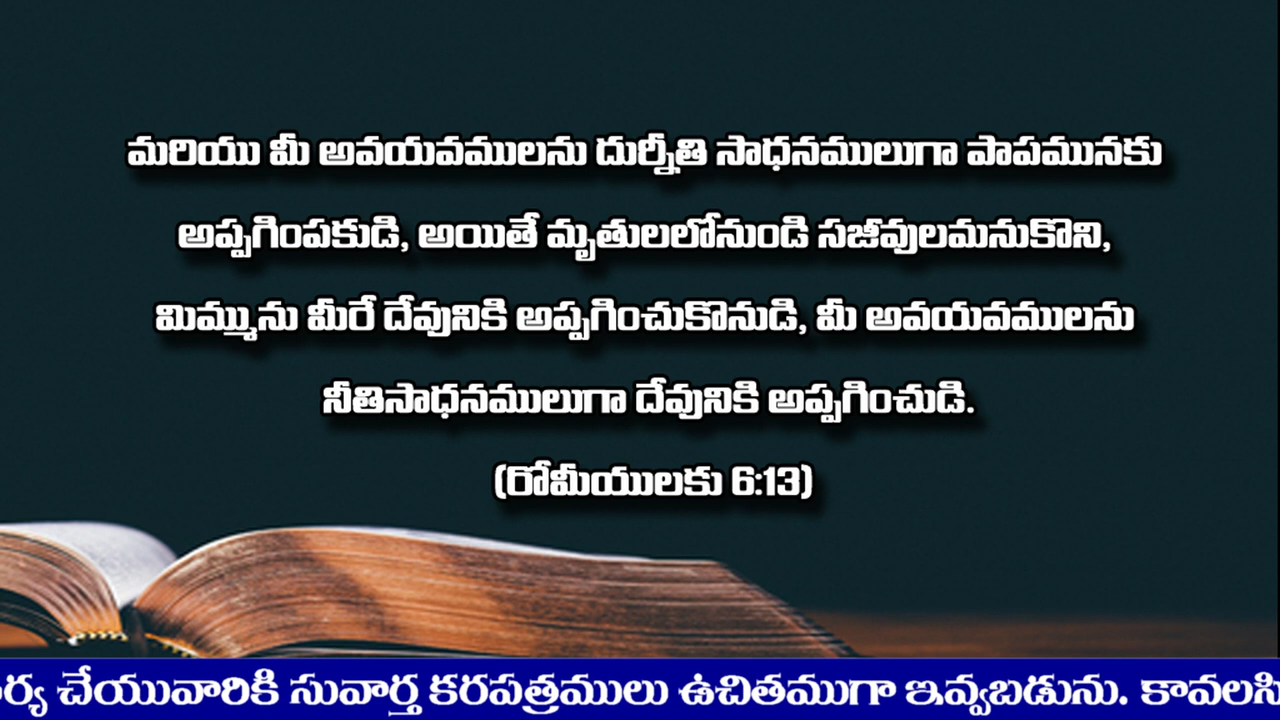 మరియు మీ అవయవములను దుర్నీతి సాధనములుగా పాపమునకు
అప్పగింపకుడి, అయితే మృతులలోనుండి సజీవులమనుకొని,
మిమ్మును మీరే దేవునికి అప్పగించుకొనుడి, మీ అవయవములను
నీతిసాధనములుగా దేవునికి అప్పగించుడి.
(రోమీయులకు 6:13)
చేయువారికి సువార్త కరపత్రములు ఉచితముగా ఇవ్వబడును.